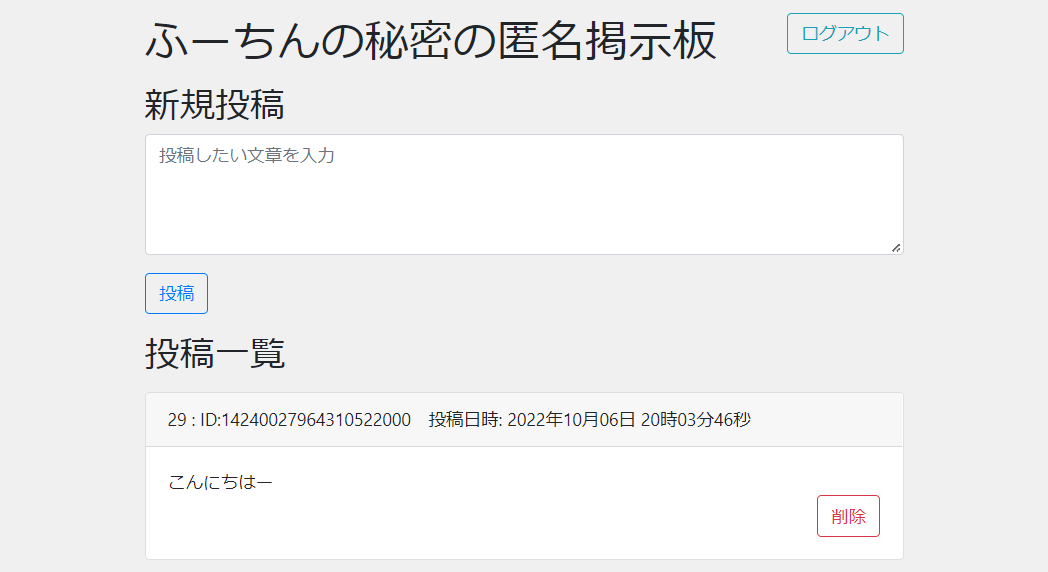 ふーちんの秘密の匿名掲示板
ログアウト
新規投稿
投稿したい文章を入力
投稿
投稿一覧
29 : ID:14240027964310522000　投稿日時: 2022年10月06日 20時03分46秒
こんにちはー
削除